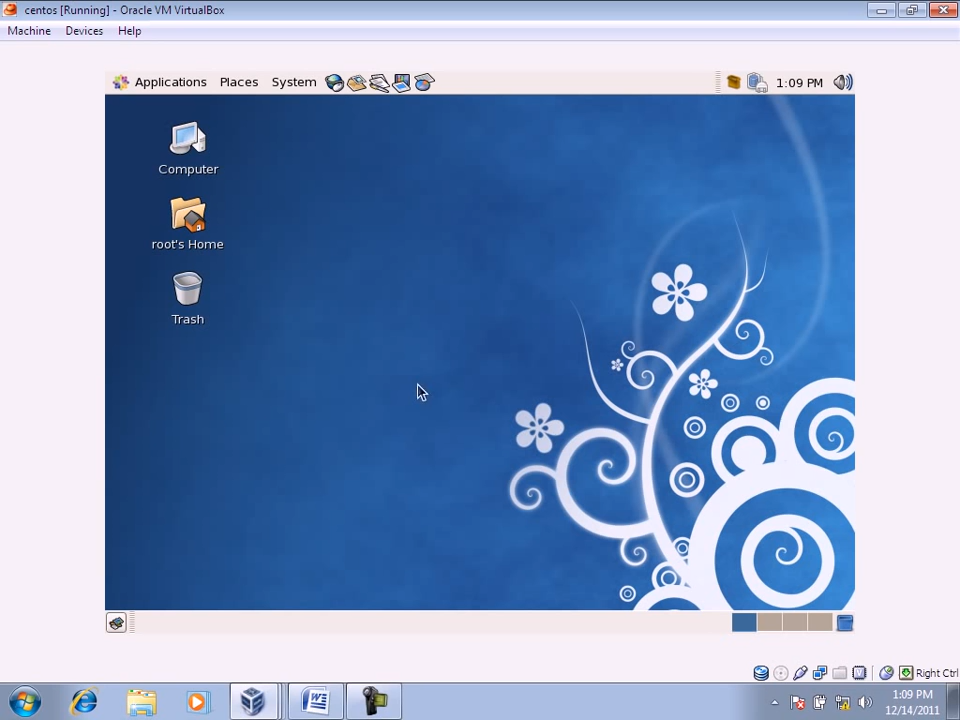 centos [Running] - Oracle VM VirtualBox
Machine Devices Help
Applications Places System 1:09 PM
Computer
root's Home
Trash
Right Ctrl
1:09 PM
12/14/2011